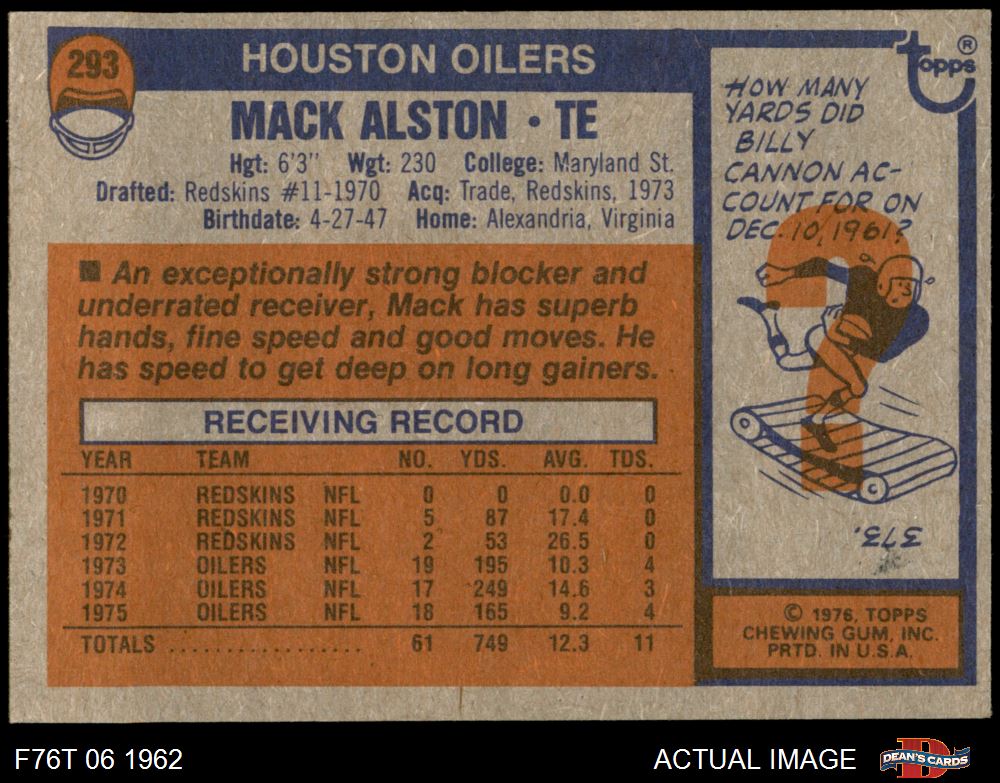 293
HOUSTON OILERS
MACK ALSTON · TE
Hgt: 6'3" Wgt: 230 College: Maryland St.
Drafted: Redskins #11-1970 Acq: Trade, Redskins, 1973
Birthdate: 4-27-47 Home: Alexandria, Virginia
■ An exceptionally strong blocker and
underrated receiver, Mack has superb
hands, fine speed and good moves. He
has speed to get deep on long gainers.
RECEIVING RECORD
YEAR TEAM NO. YDS. AVG. TDS.
1970 REDSKINS NFL 0 0 0.0 0
1971 REDSKINS NFL 5 87 17.4 0
1972 REDSKINS NFL 2 53 26.5 0
1973 OILERS NFL 19 195 10.3 4
1974 OILERS NFL 17 249 14.6 3
1975 OILERS NFL 18 165 9.2 4
TOTALS .................. 61 749 12.3 11
topps ®
HOW MANY
YARDS DID
BILLY
CANNON AC-
COUNT FOR ON
DEC. 10, 1961?
?
373.
© 1976, TOPPS
CHEWING GUM, INC.
PRTD. IN U.S.A.
F76T 06 1962
ACTUAL IMAGE
D
DEAN'S CARDS